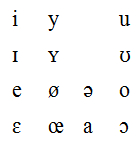 i y u
ɪ ʏ ʊ
e ø ə o
ɛ œ a ɔ